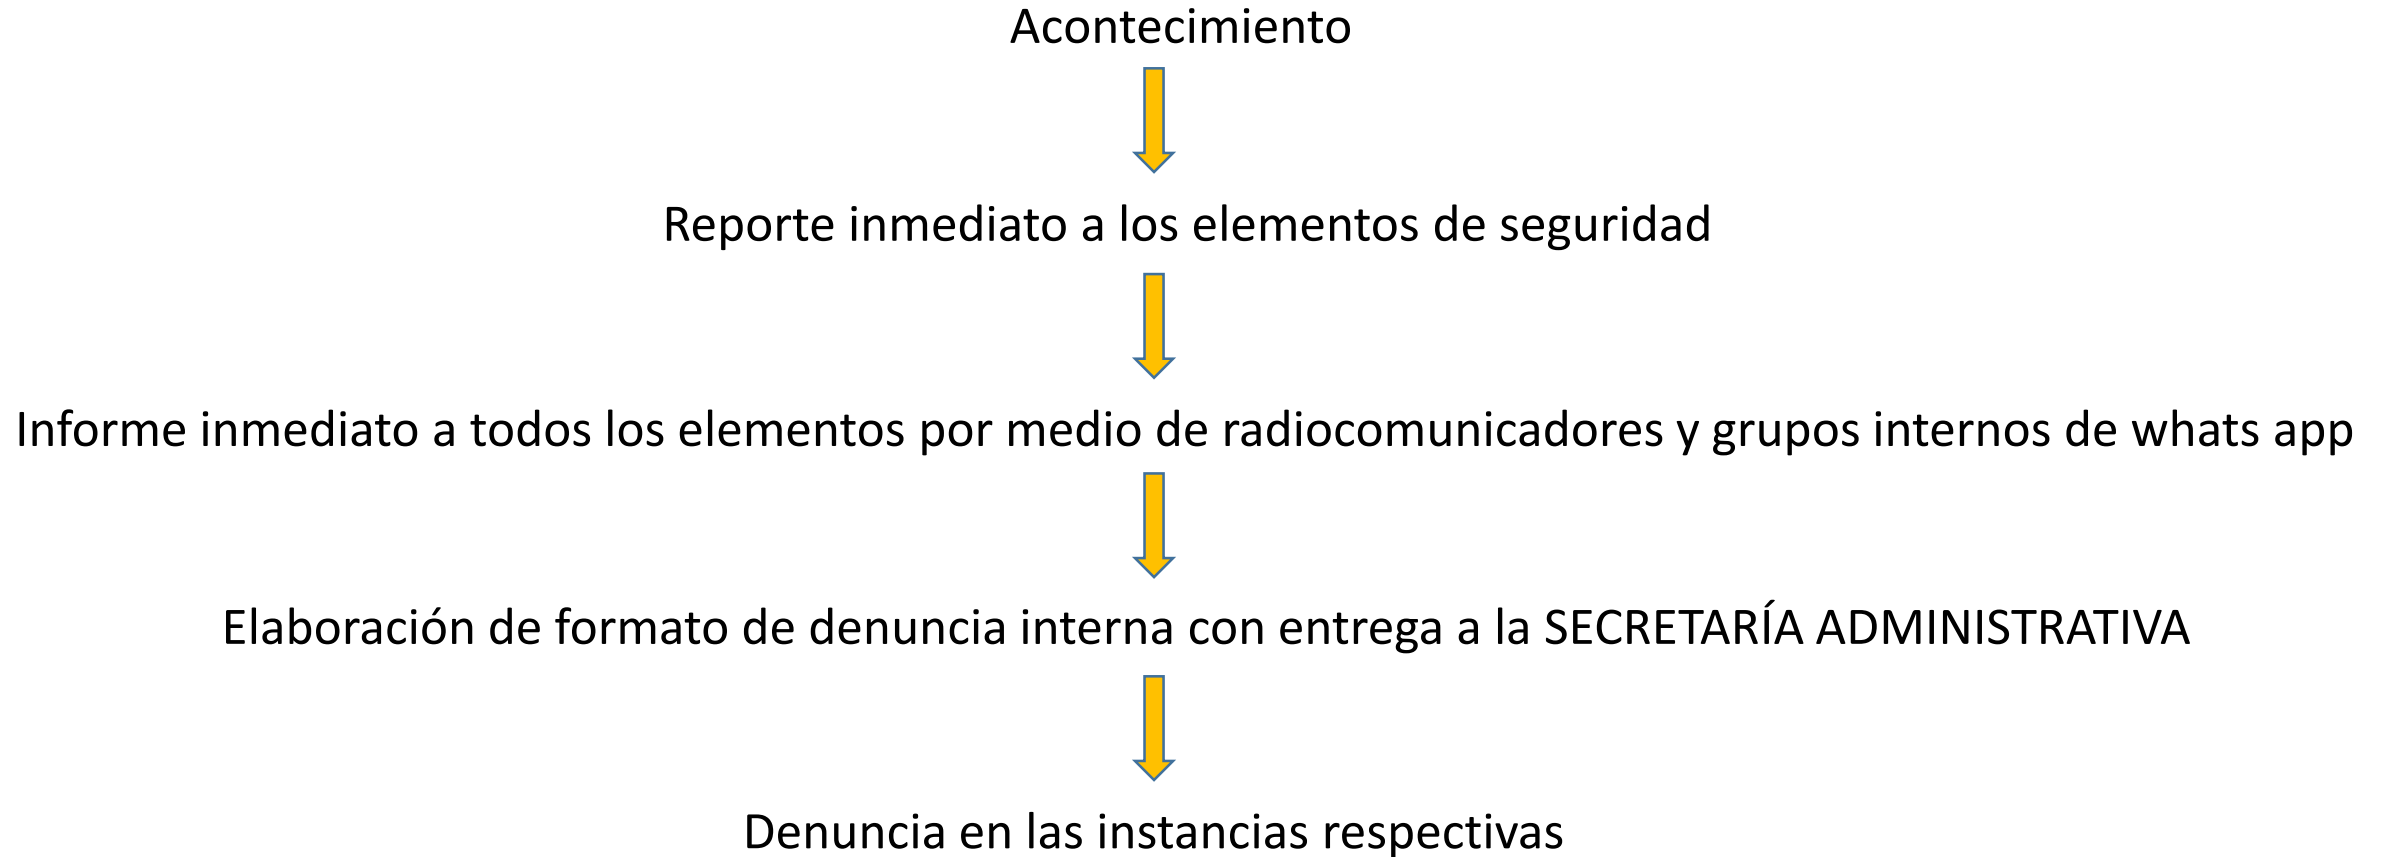 Acontecimiento
Reporte inmediato a los elementos de seguridad
Informe inmediato a todos los elementos por medio de radiocomunicadores y grupos internos de whats app
Elaboración de formato de denuncia interna con entrega a la SECRETARÍA ADMINISTRATIVA
Denuncia en las instancias respectivas